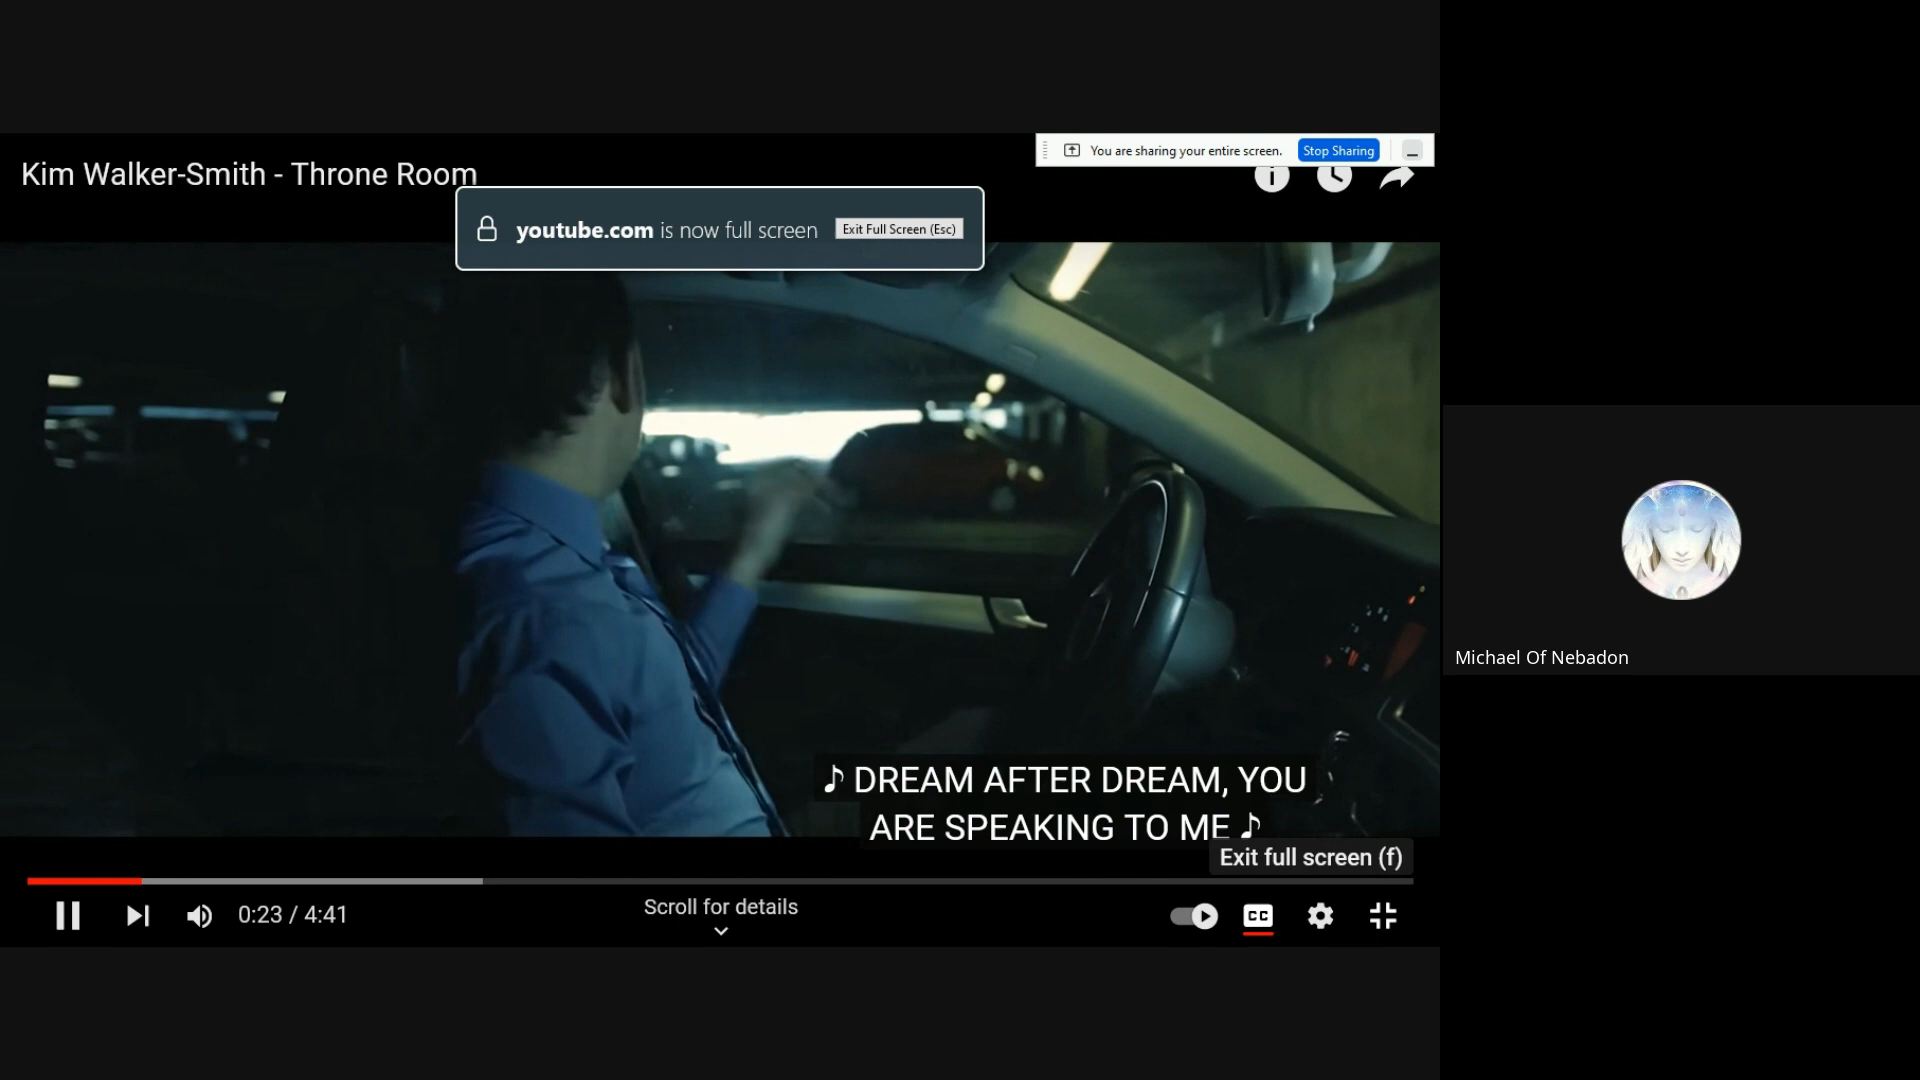 You are sharing your entire screen. Stop Sharing
Kim Walker-Smith - Throne Room
youtube.com is now full screen Exit Full Screen (Esc)
Michael Of Nebadon
♪ DREAM AFTER DREAM, YOU
ARE SPEAKING TO ME ♪
Exit full screen (f)
0:23 / 4:41
Scroll for details
CC